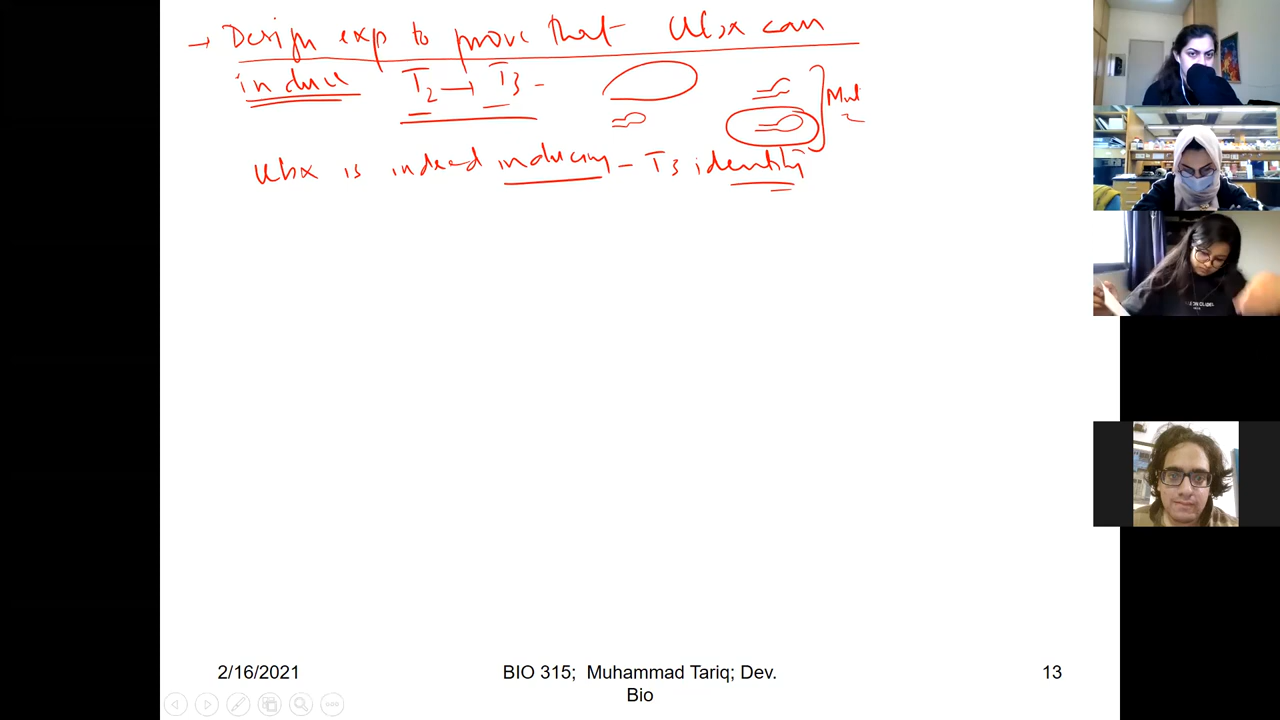 → Design exp to prove that Ubx can
induce T2 → T3 -
Mut
2
Ubx is indeed inducing - T3 identity
2/16/2021
BIO 315; Muhammad Tariq; Dev.
Bio
13